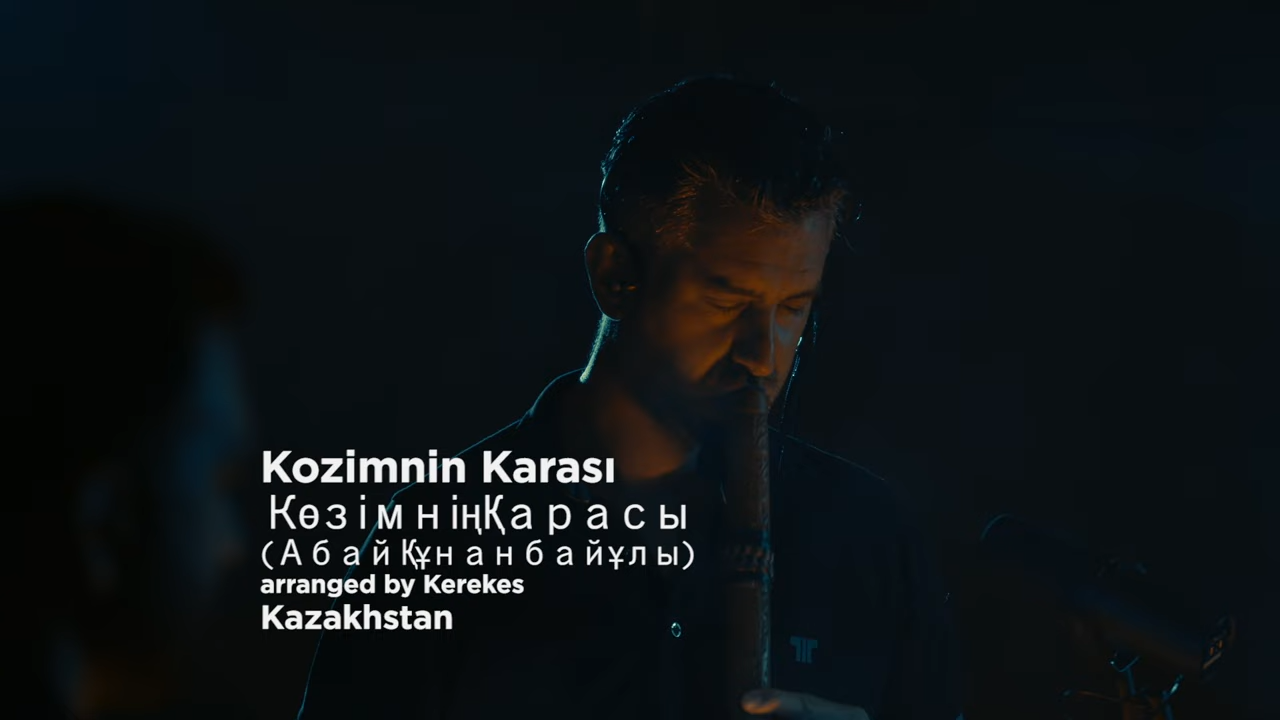 Kozimnin Karası
КөзімніңҚарасы
(АбайҚұнанбайұлы)
arranged by Kerekes
Kazakhstan